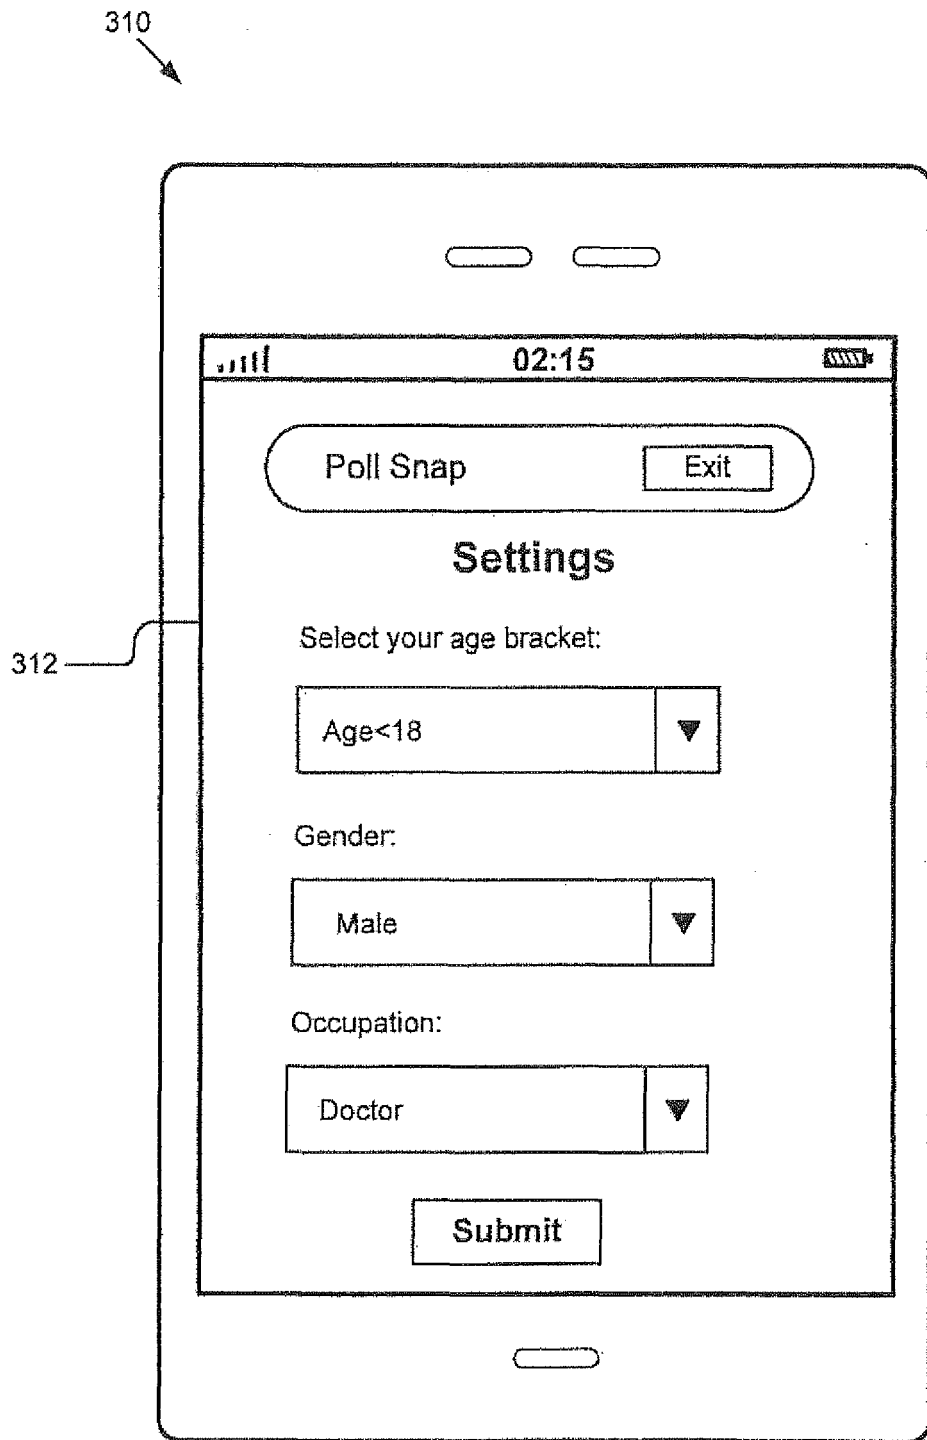 310
02:15
Poll Snap Exit
Settings
Select your age bracket:
312
Age<18
Gender:
Male
Occupation:
Doctor
Submit